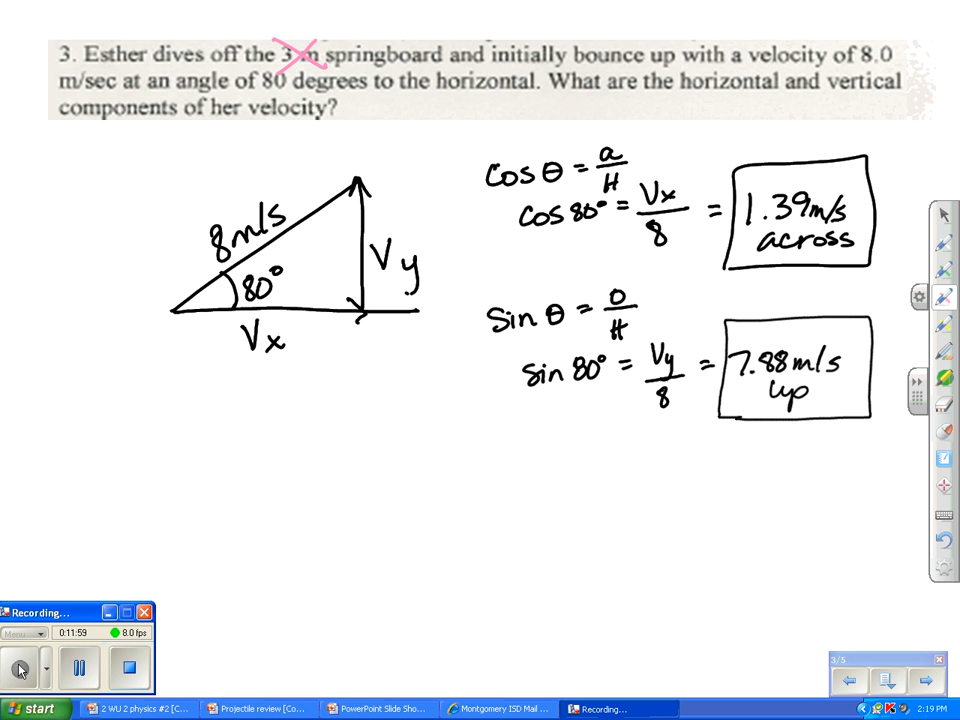 3. Esther dives off the 3 m springboard and initially bounce up with a velocity of 8.0
m/sec at an angle of 80 degrees to the horizontal. What are the horizontal and vertical
components of her velocity?
8 m/s
80°
Vy
Vx
Cos θ = a/H
Cos 80° = Vx/8 = 1.39 m/s
across
Sin θ = O/H
Sin 80° = Vy/8 = 7.88 m/s
up
Recording...
Menu...
0:11:59
8.0 fps
3/5
start
2 WU 2 physics #2 [C...
Projectile review [Co...
PowerPoint Slide Sho...
Montgomery ISD Mail ...
Recording...
2:19 PM